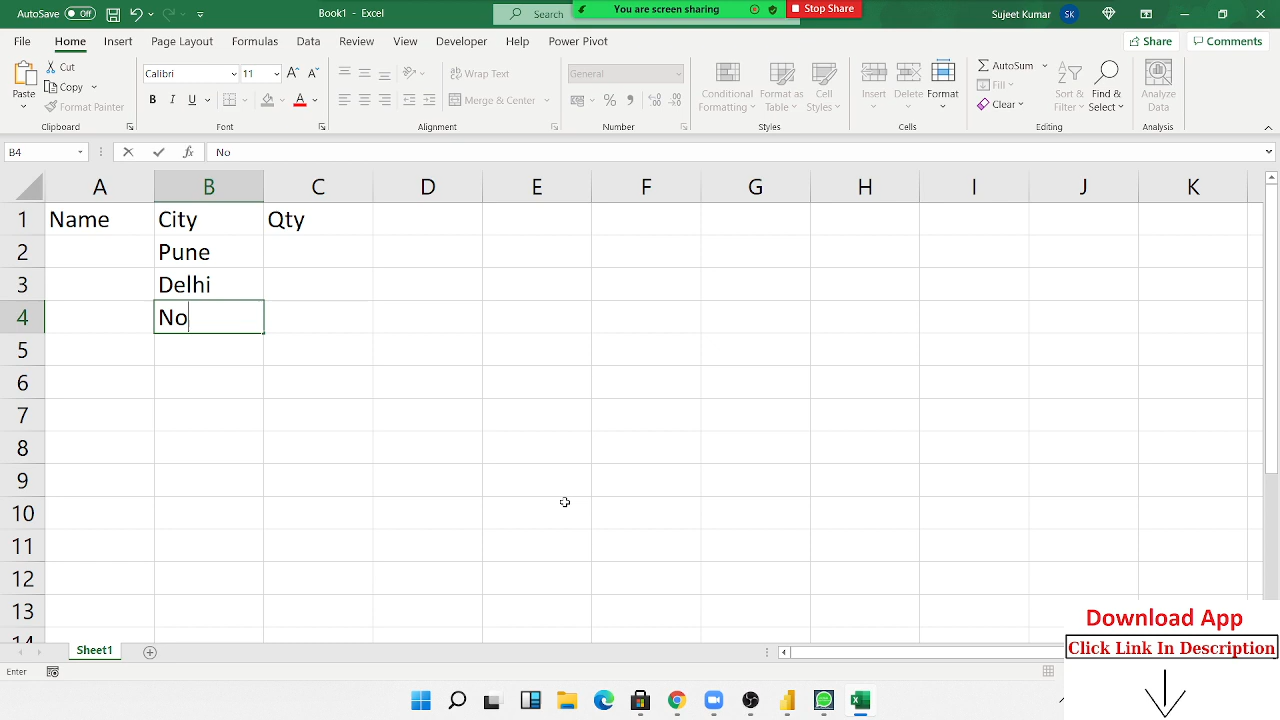 AutoSave Off Book1 - Excel Search You are screen sharing Stop Share Sujeet Kumar SK
File Home Insert Page Layout Formulas Data Review View Developer Help Power Pivot Share Comments
Paste Cut Copy Format Painter Clipboard
Calibri 11 B I U A Font
Wrap Text Merge & Center Alignment
General % Number
Conditional Formatting Format as Table Cell Styles Styles
Insert Delete Format Cells
AutoSum Fill Clear Sort & Filter Find & Select Editing
Analyze Data Analysis
B4 fx No
A B C D E F G H I J K
1 Name City Qty
2 Pune
3 Delhi
4 No
5
6
7
8
9
10
11
12
13
14
Sheet1
Enter
Download App
Click Link In Description